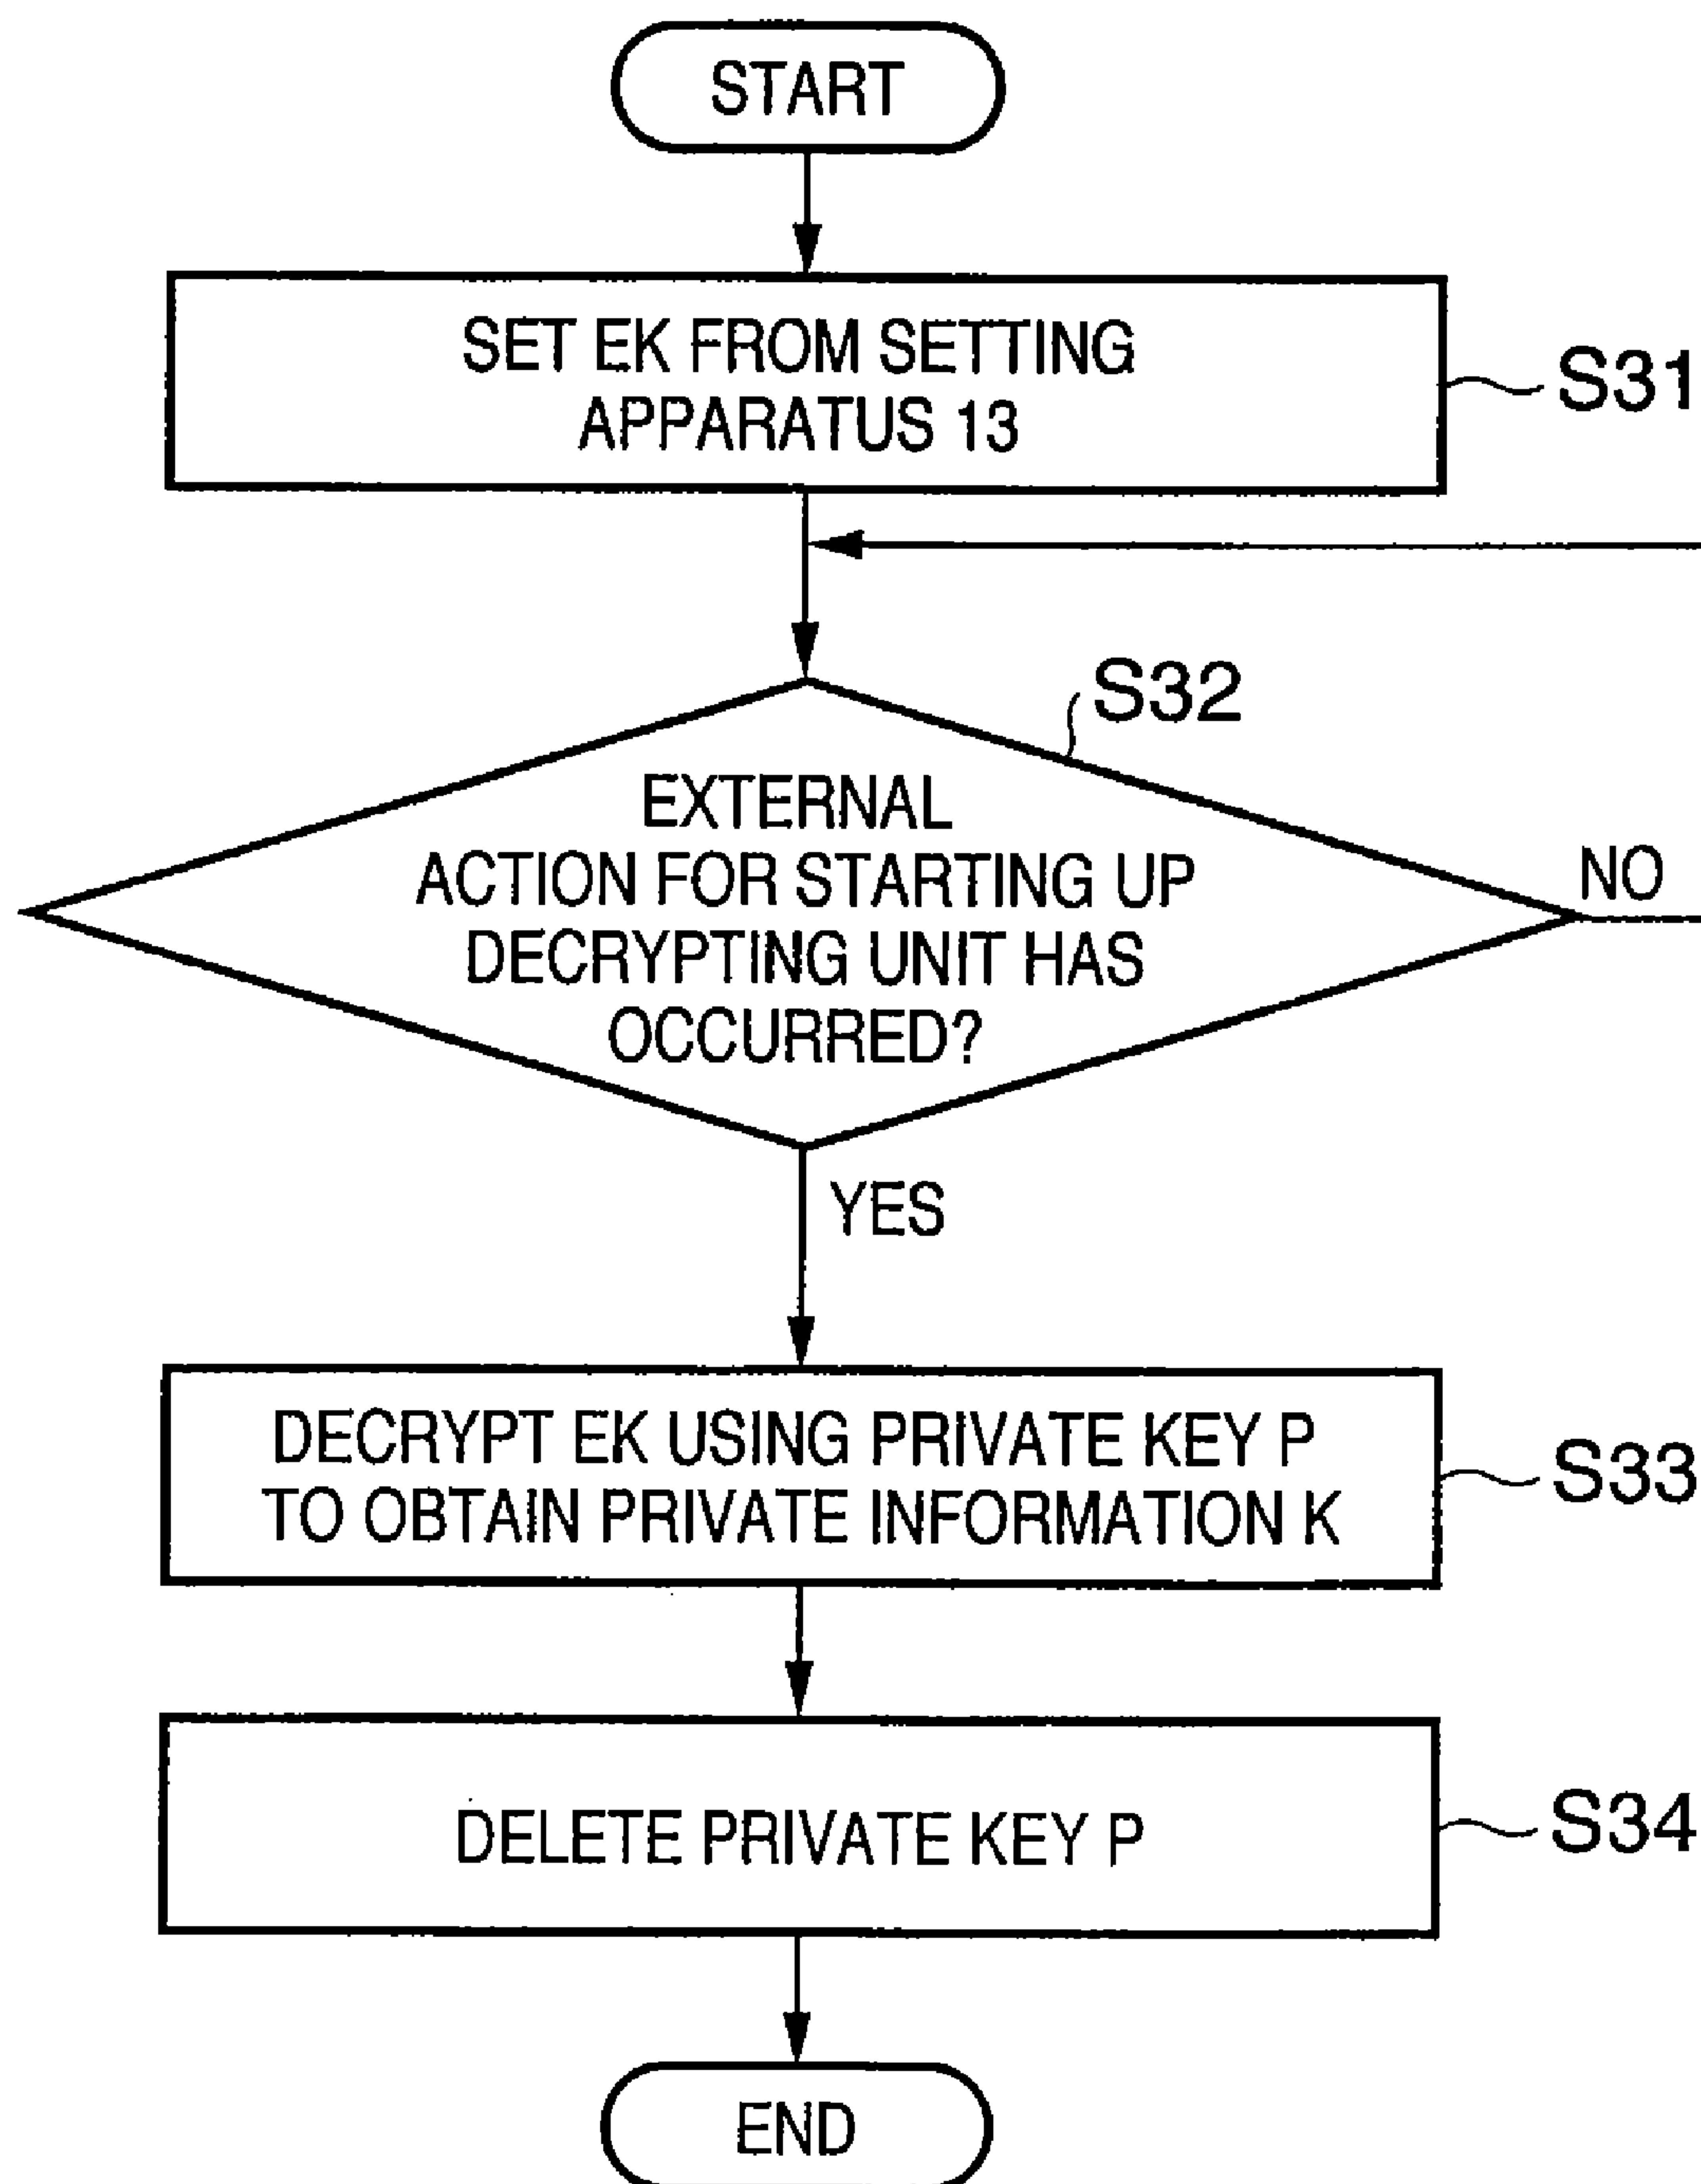 START
SET EK FROM SETTING
APPARATUS 13
S31
S32
EXTERNAL
ACTION FOR STARTING UP
DECRYPTING UNIT HAS
OCCURRED?
NO
YES
DECRYPT EK USING PRIVATE KEY P
TO OBTAIN PRIVATE INFORMATION K
S33
DELETE PRIVATE KEY P
S34
END